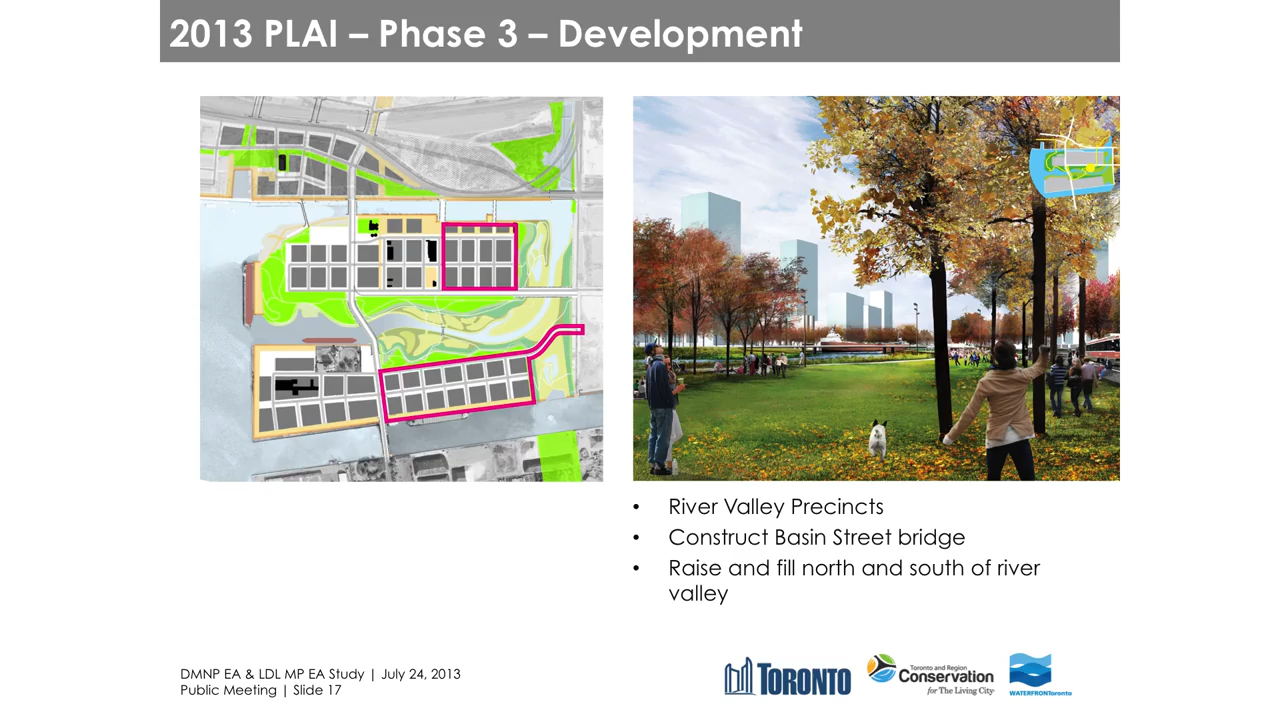 2013 PLAI – Phase 3 – Development
• River Valley Precincts
• Construct Basin Street bridge
• Raise and fill north and south of river
valley
DMNP EA & LDL MP EA Study | July 24, 2013
Public Meeting | Slide 17
TORONTO
Toronto and Region
Conservation
for The Living City
WATERFRONToronto